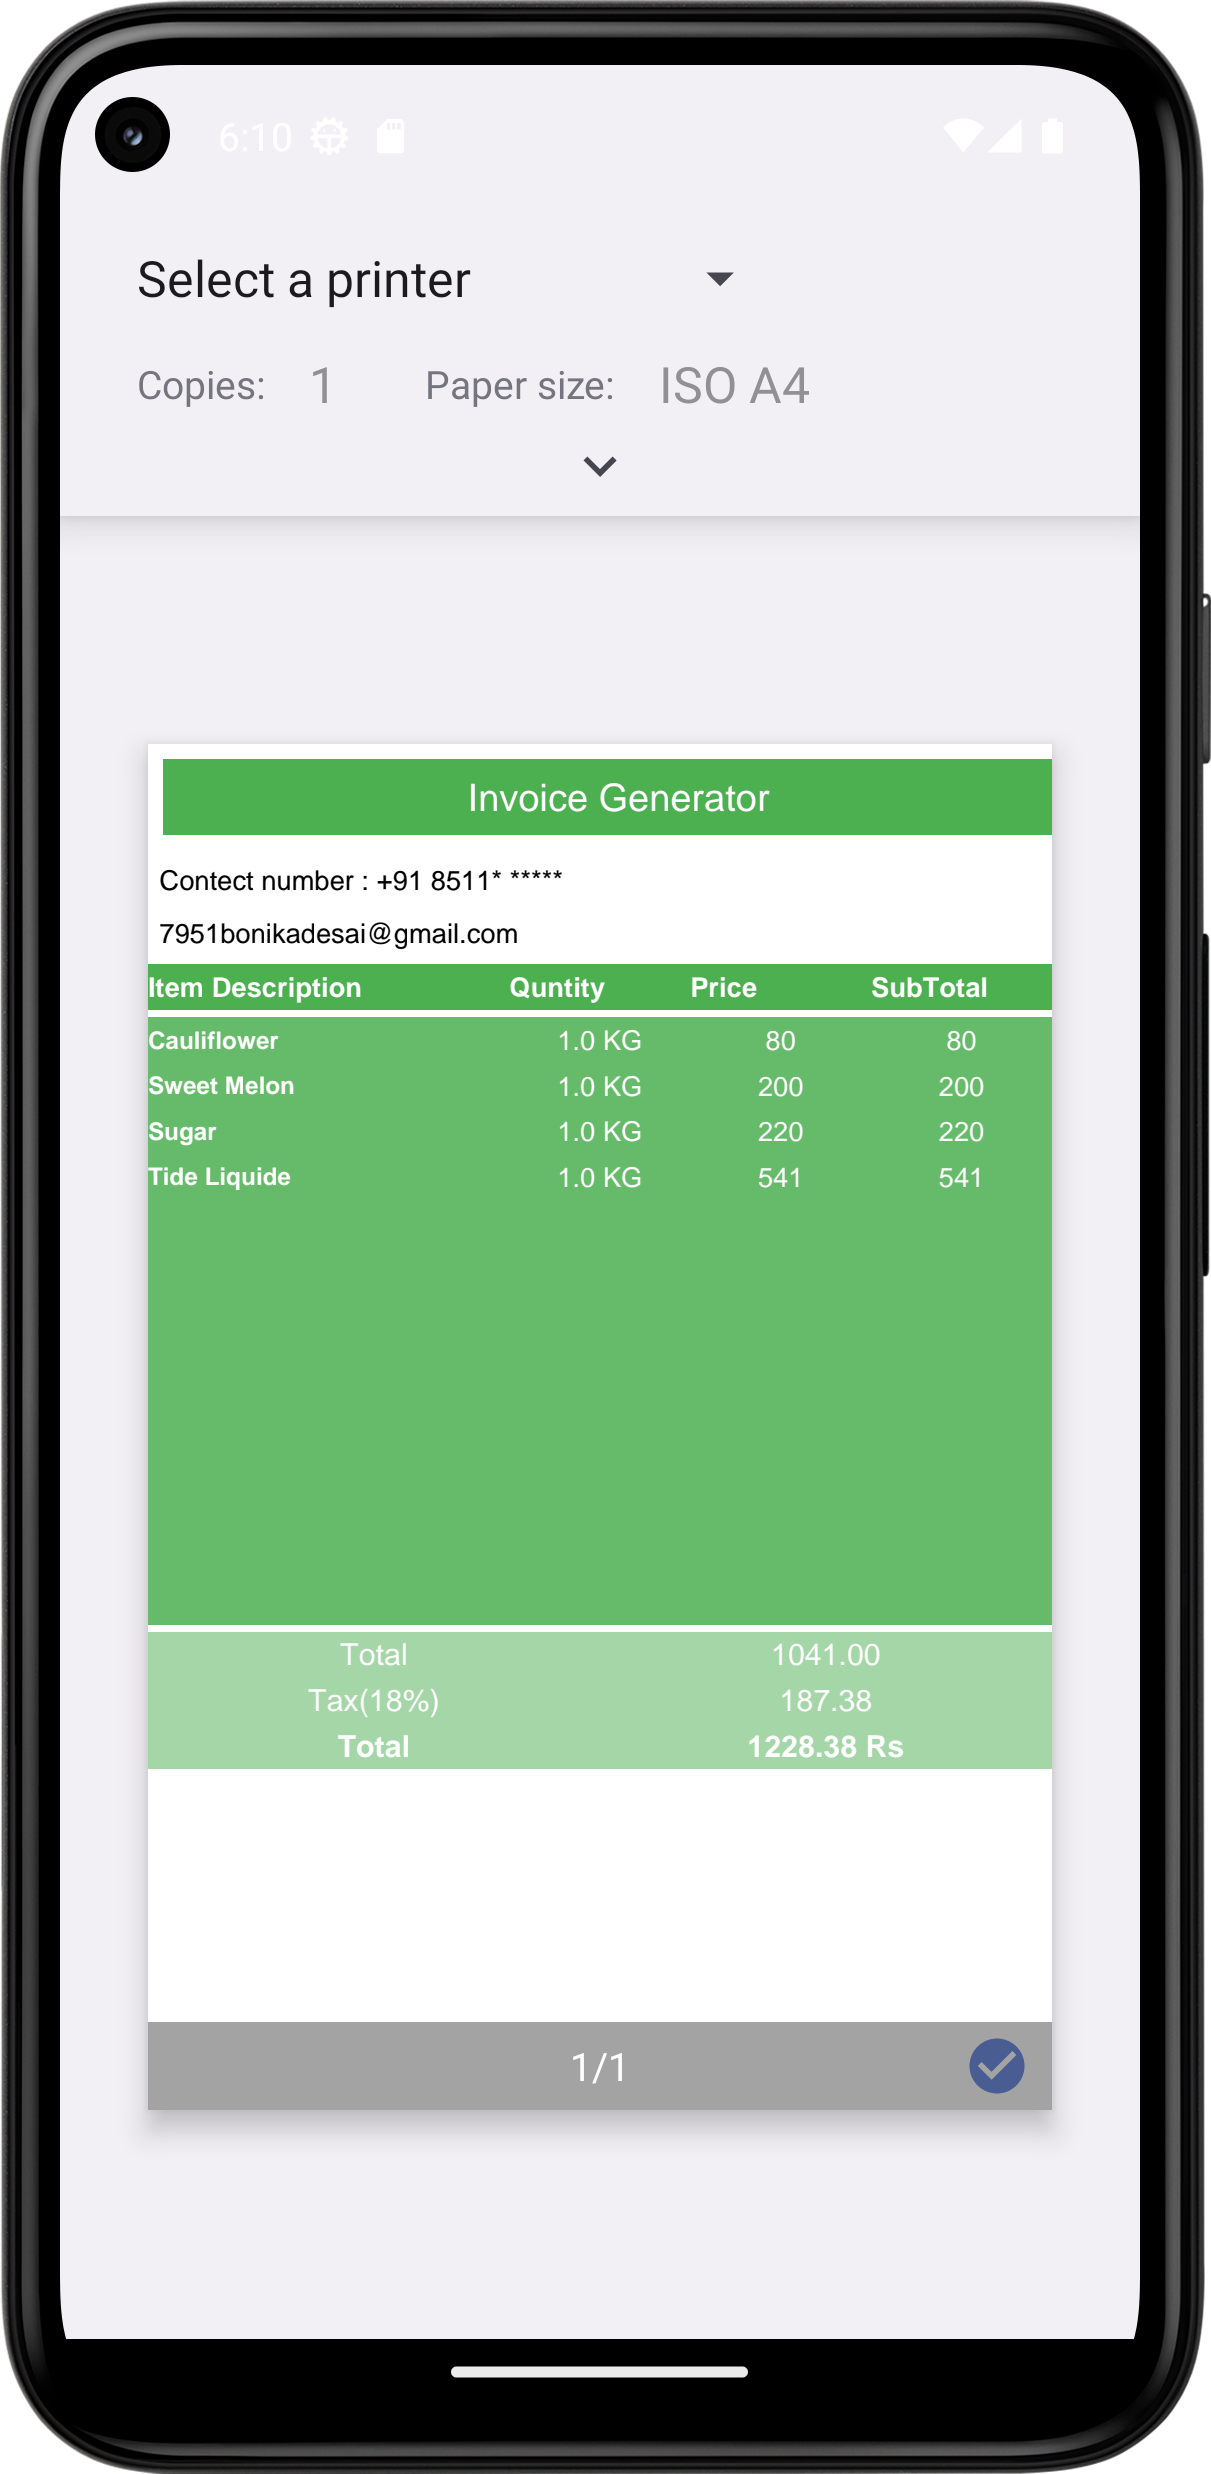 6:10
Select a printer
Copies: 1 Paper size: ISO A4
Invoice Generator
Contect number : +91 8511* *****
7951bonikadesai@gmail.com
Item Description Quntity Price SubTotal
Cauliflower 1.0 KG 80 80
Sweet Melon 1.0 KG 200 200
Sugar 1.0 KG 220 220
Tide Liquide 1.0 KG 541 541
Total 1041.00
Tax(18%) 187.38
Total 1228.38 Rs
1/1